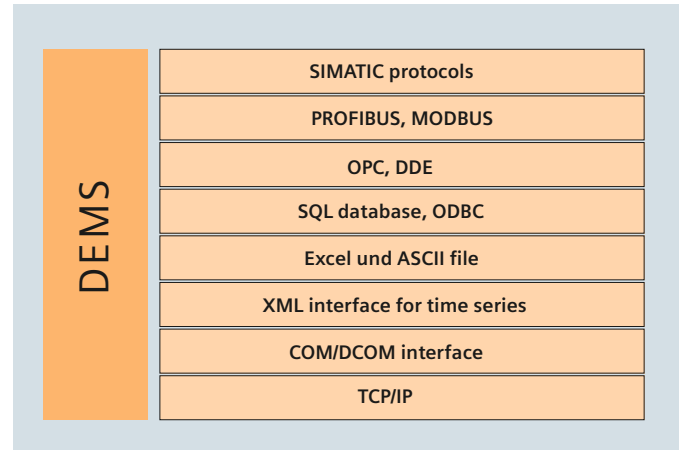 DEMS
SIMATIC protocols
PROFIBUS, MODBUS
OPC, DDE
SQL database, ODBC
Excel und ASCII file
XML interface for time series
COM/DCOM interface
TCP/IP